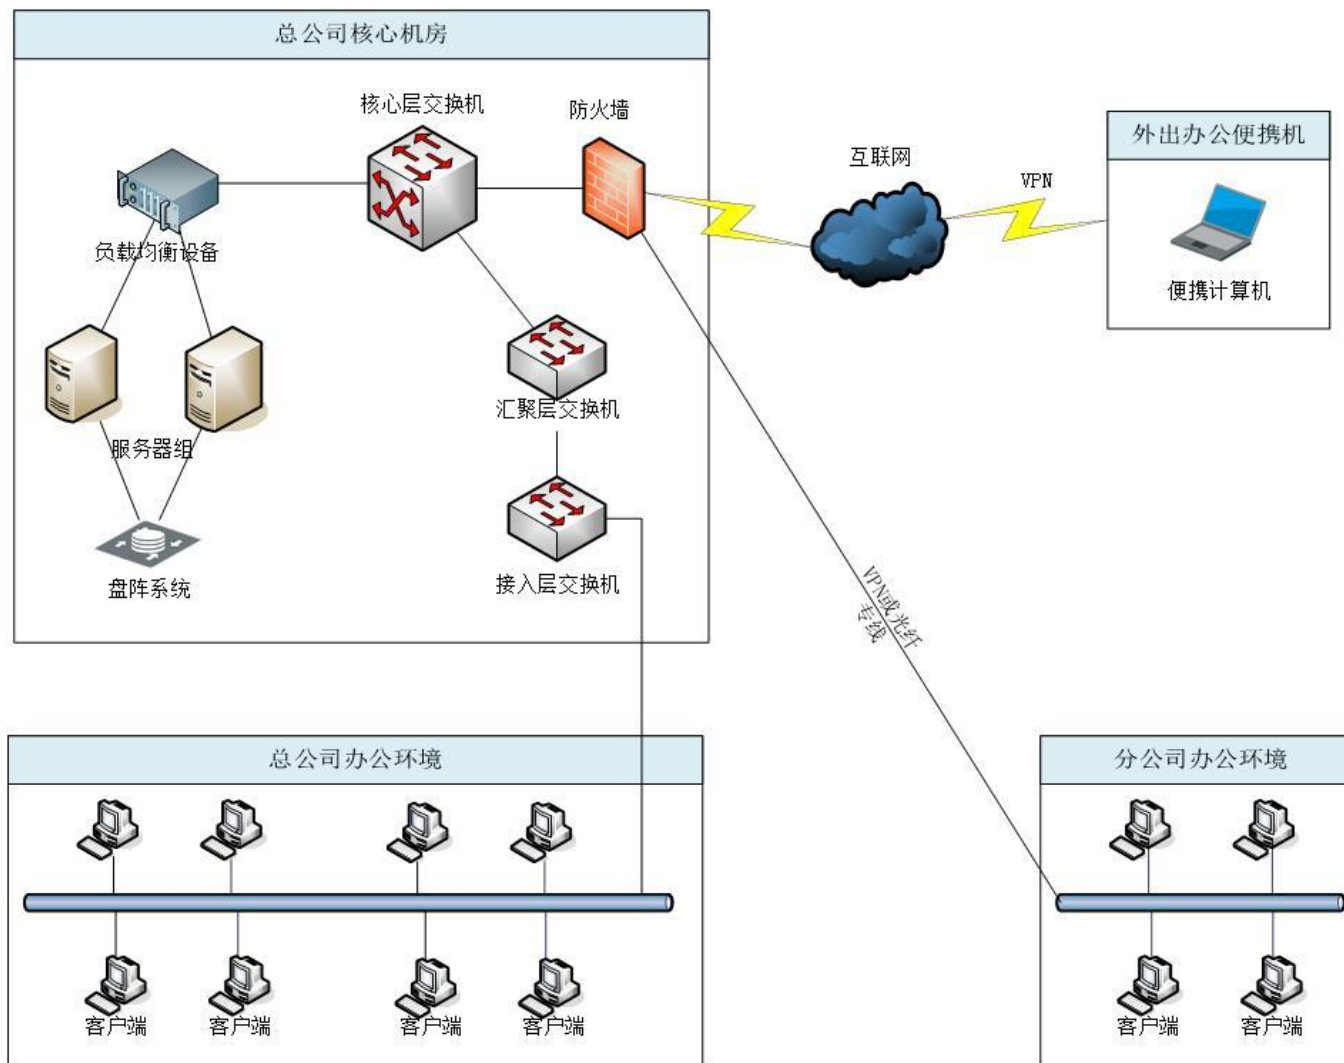 总公司核心机房
核心层交换机
防火墙
负载均衡设备
服务器组
盘阵系统
汇聚层交换机
接入层交换机
互联网
VPN
外出办公便携机
便携计算机
VPN或光纤
专线
总公司办公环境
客户端
客户端
客户端
客户端
分公司办公环境
客户端
客户端